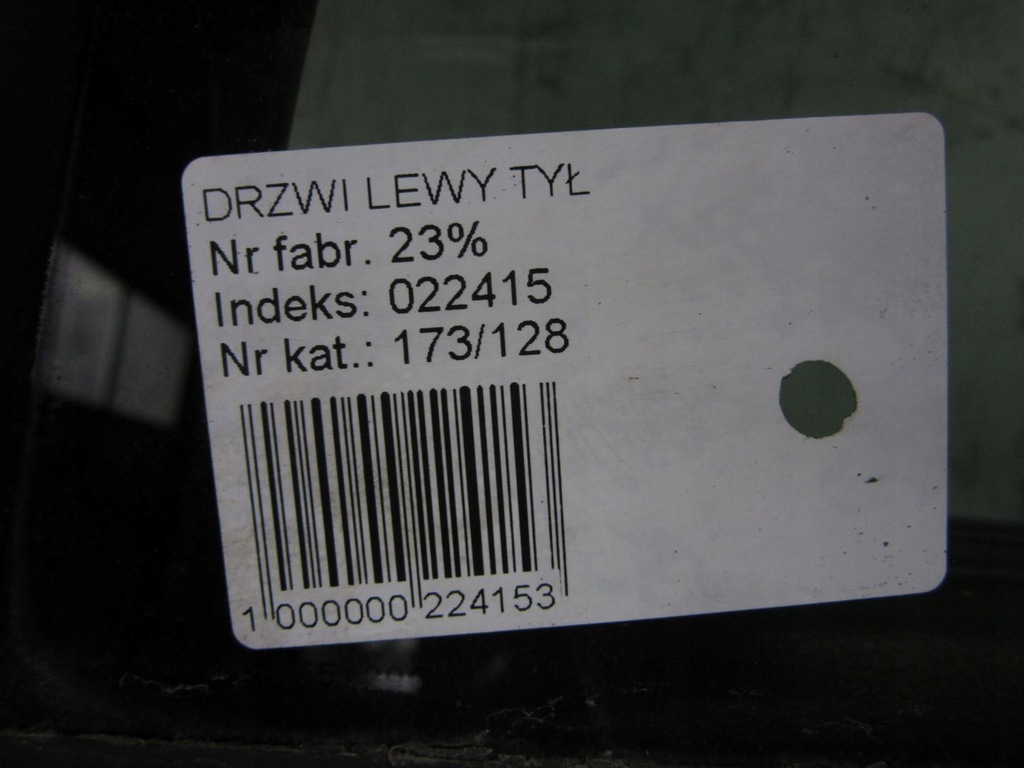 DRZWI LEWY TYŁ
Nr fabr. 23%
Indeks: 022415
Nr kat.: 173/128
1 000000 224153